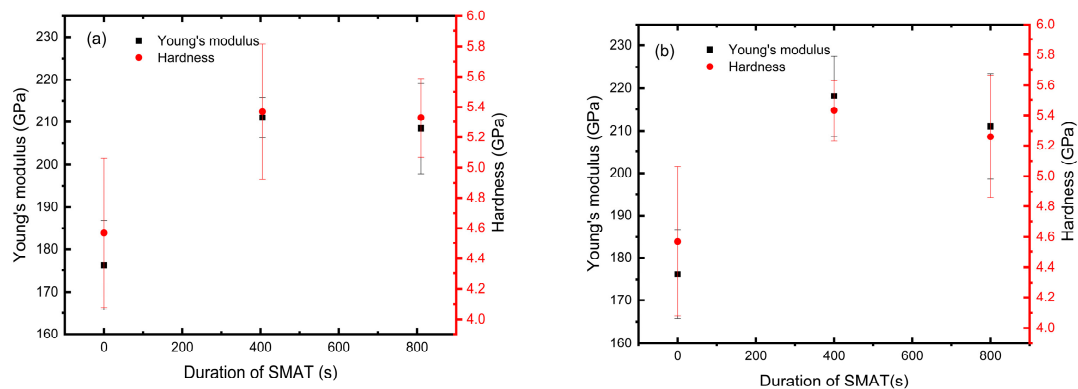 (a)
Young's modulus
Hardness
Young's modulus (GPa)
230
220
210
200
190
180
170
160
0 200 400 600 800
Duration of SMAT (s)
6.0
5.8
5.6
5.4
5.2
5.0
4.8
4.6
4.4
4.2
4.0
Hardness (GPa)
(b)
Young's modulus
Hardness
Young's modulus (GPa)
230
220
210
200
190
180
170
160
0 200 400 600 800
Duration of SMAT(s)
6.0
5.8
5.6
5.4
5.2
5.0
4.8
4.6
4.4
4.2
4.0
Hardness (GPa)